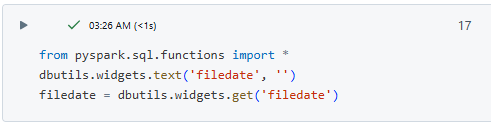 03:26 AM (<1s) 17
from pyspark.sql.functions import *
dbutils.widgets.text('filedate', '')
filedate = dbutils.widgets.get('filedate')